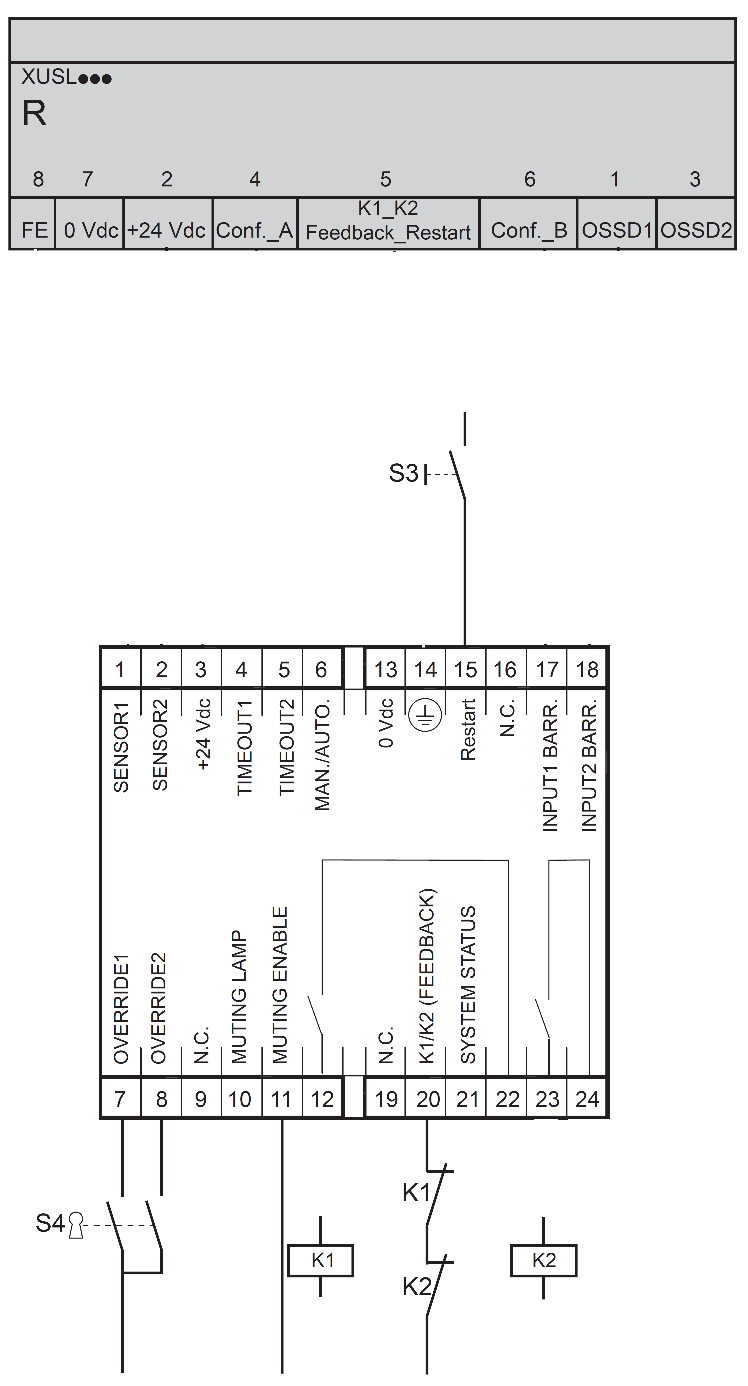 XUSL●●●
R
8 7 2 4 5 6 1 3
FE 0 Vdc +24 Vdc Conf._A K1_K2 Feedback_Restart Conf._B OSSD1 OSSD2
S3
1 2 3 4 5 6 13 14 15 16 17 18
SENSOR1
SENSOR2
+24 Vdc
TIMEOUT1
TIMEOUT2
MAN./AUTO.
0 Vdc
Restart
N.C.
INPUT1 BARR.
INPUT2 BARR.
OVERRIDE1
OVERRIDE2
N.C.
MUTING LAMP
MUTING ENABLE
N.C.
K1/K2 (FEEDBACK)
SYSTEM STATUS
7 8 9 10 11 12 19 20 21 22 23 24
K1
S4
K1
K2
K2